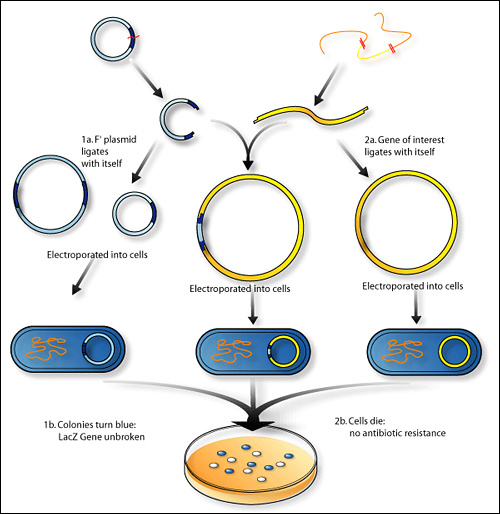 1a. F' plasmid
ligates
with itself
2a. Gene of interest
ligates with itself
Electroporated into cells
Electroporated into cells
Electroporated into cells
1b. Colonies turn blue:
LacZ Gene unbroken
2b. Cells die:
no antibiotic resistance